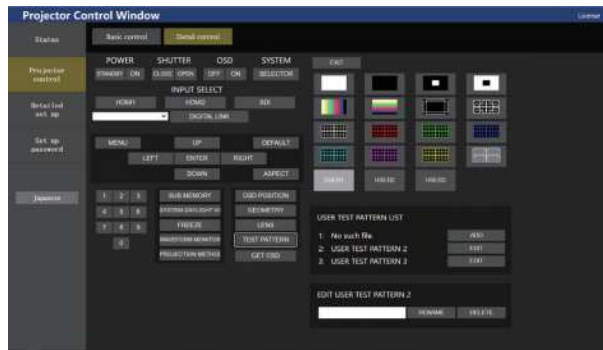 Projector Control Window
License
Status
Basic control
Detail control
Projector control
POWER
SHUTTER
OSD
SYSTEM
STANDBY
ON
CLOSE
OPEN
OFF
ON
SELECTOR
EXIT
INPUT SELECT
HDMI1
HDMI2
SDI
DIGITAL LINK
Detailed set up
Set up password
MENU
UP
DEFAULT
LEFT
ENTER
RIGHT
DOWN
ASPECT
Japanese
1
2
3
SUB MEMORY
OSD POSITION
4
5
6
SYSTEM DAYLIGHT VIEW
GEOMETRY
7
8
9
FREEZE
LENS
0
WAVEFORM MONITOR
TEST PATTERN
PROJECTION METHOD
GET OSD
USER TEST PATTERN LIST
1: No such file
ADD
2: USER TEST PATTERN 2
EDIT
3: USER TEST PATTERN 3
EDIT
EDIT USER TEST PATTERN 2
RENAME
DELETE